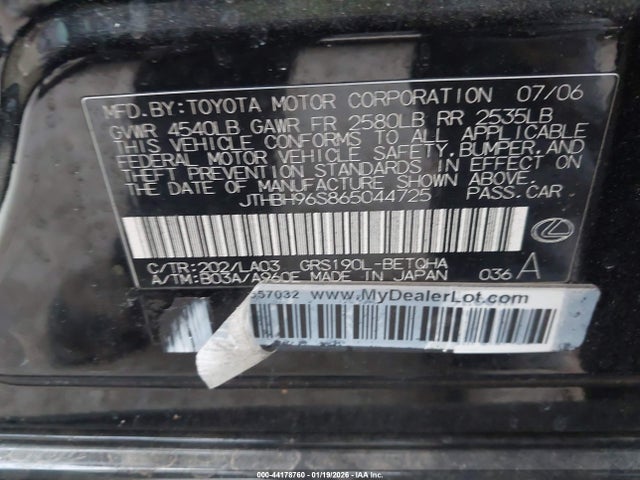 MFD.BY:TOYOTA MOTOR CORPORATION 07/06
GVWR 4540LB GAWR FR 2580LB RR 2535LB
THIS VEHICLE CONFORMS TO ALL APPLICABLE
FEDERAL MOTOR VEHICLE SAFETY,BUMPER,AND
THEFT PREVENTION STANDARDS IN EFFECT ON
THE DATE OF MANUFACTURE SHOWN ABOVE.
JTHBH96S865044725 PASS.CAR
C/TR:202/LA03 GRS190L-BETQHA
A/TM:B03A/A960E MADE IN JAPAN 036 A
557032 www.MyDealerLot.com
000-44178760 - 01/19/2026 - IAAI.COM